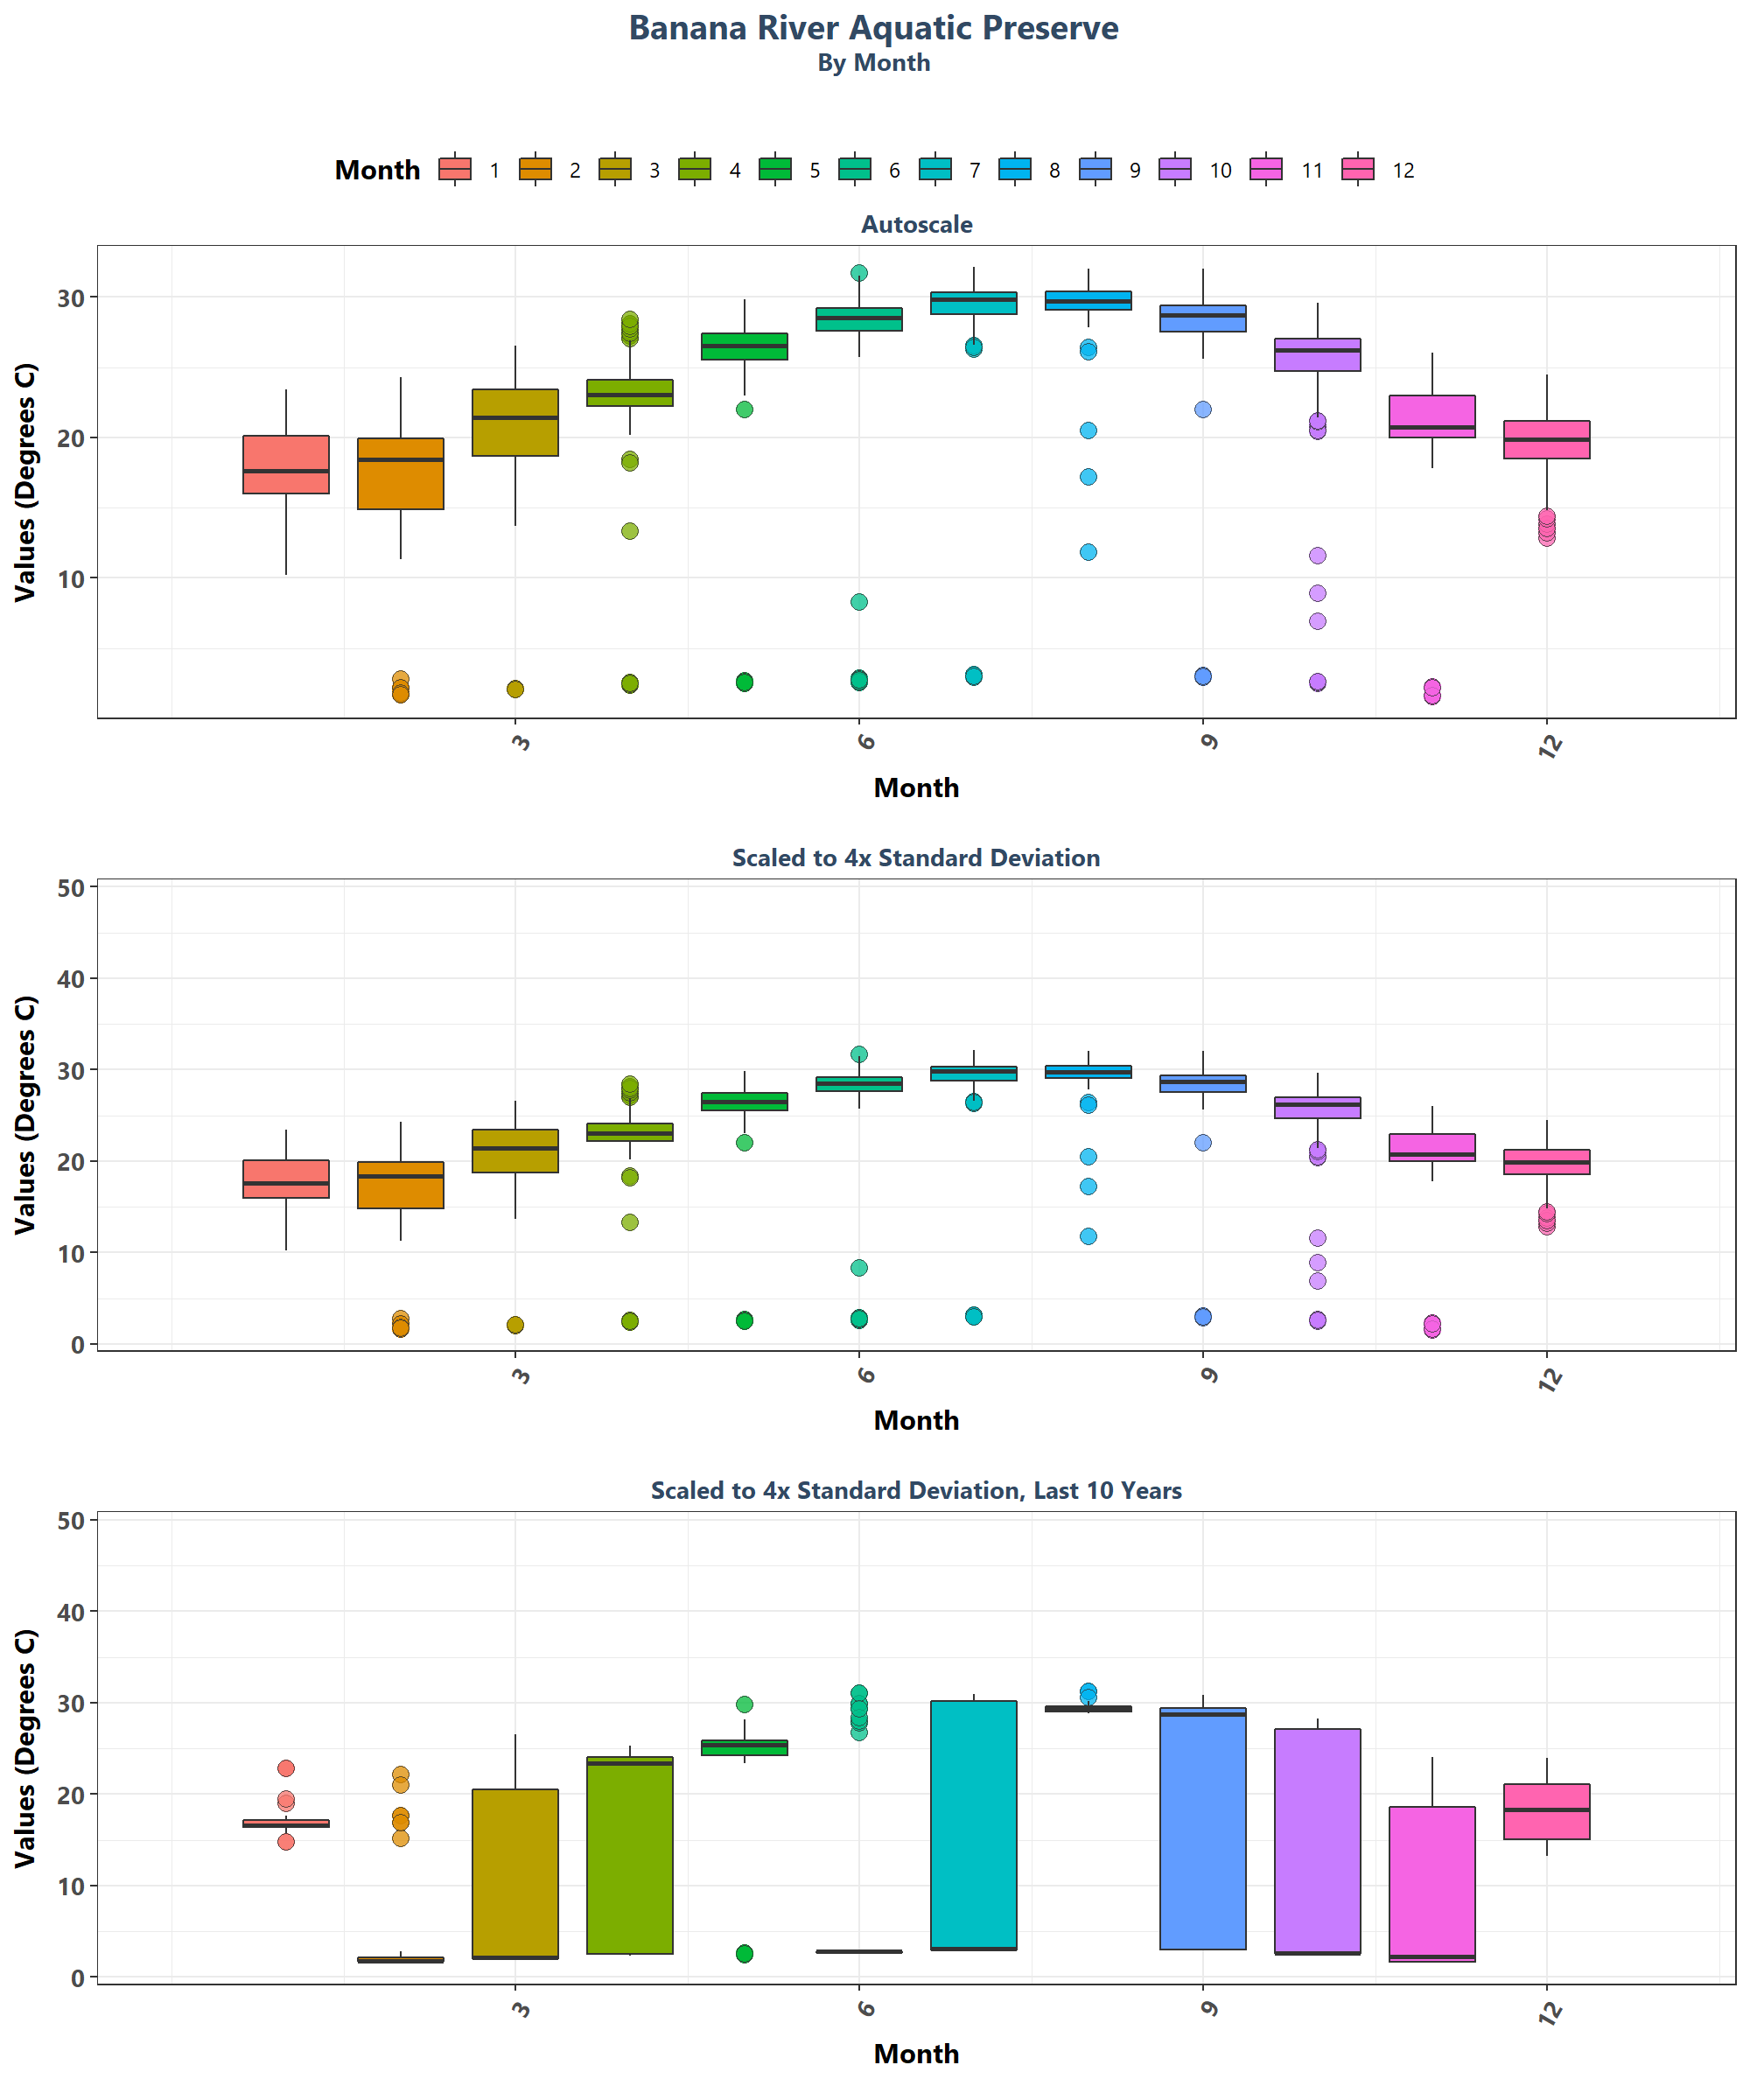 Banana River Aquatic Preserve
By Month
Month 1 2 3 4 5 6 7 8 9 10 11 12
Autoscale
Values (Degrees C)
30
20
10
3 6 9 12
Month
Scaled to 4x Standard Deviation
Values (Degrees C)
50
40
30
20
10
0
3 6 9 12
Month
Scaled to 4x Standard Deviation, Last 10 Years
Values (Degrees C)
50
40
30
20
10
0
3 6 9 12
Month